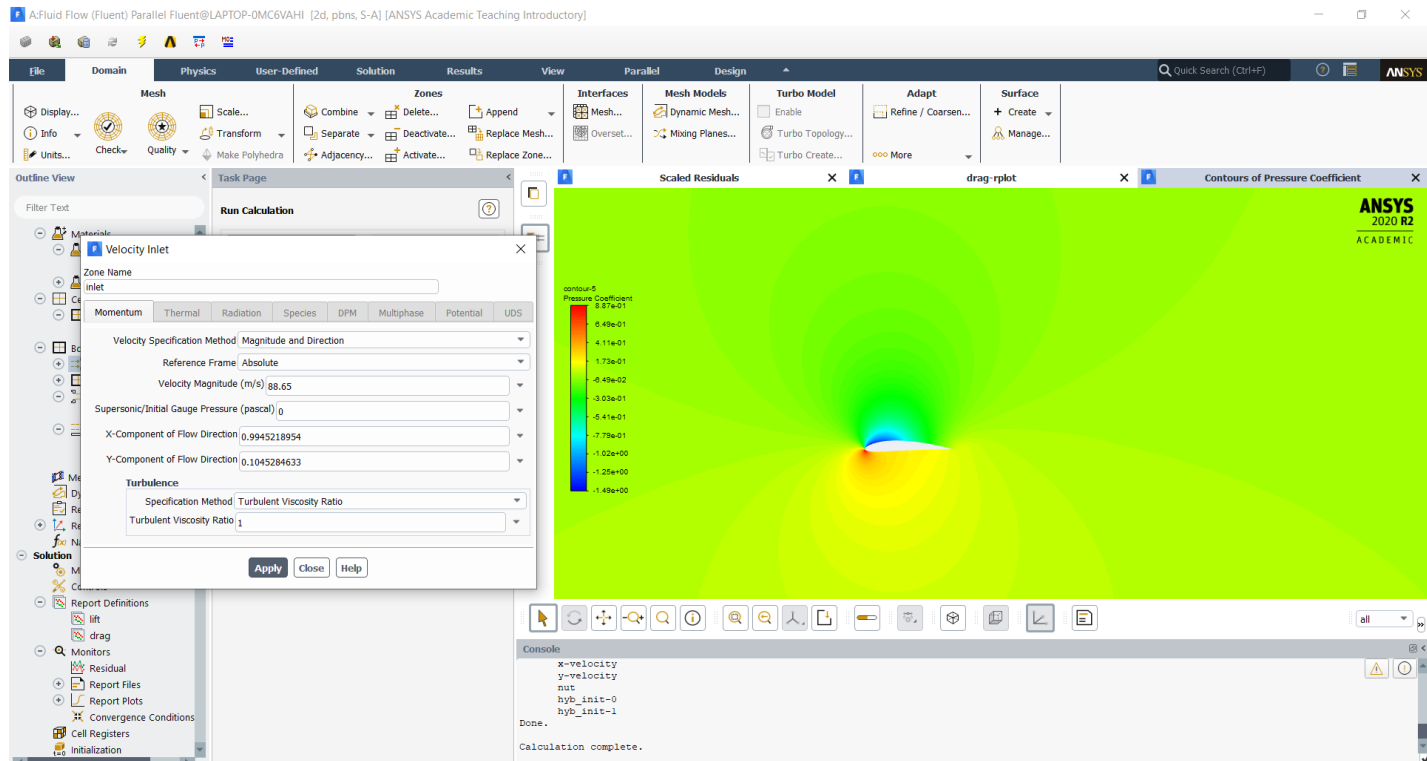 A:Fluid Flow (Fluent) Parallel Fluent@LAPTOP-0MC6VAHI [2d, pbns, S-A] [ANSYS Academic Teaching Introductory]
File Domain Physics User-Defined Solution Results View Parallel Design Quick Search (Ctrl+F) ANSYS
Mesh Zones Interfaces Mesh Models Turbo Model Adapt Surface
Display... Scale... Combine Delete... Append Mesh... Dynamic Mesh... Enable Refine / Coarsen... + Create
Info Transform Separate Deactivate... Replace Mesh... Overset... Mixing Planes... Turbo Topology... Manage...
Units... Check Quality Make Polyhedra Adjacency... Activate... Replace Zone... Turbo Create... More
Outline View < Task Page < Scaled Residuals X drag-rplot X Contours of Pressure Coefficient X
Filter Text
Run Calculation
ANSYS
2020 R2
ACADEMIC
Materials
Velocity Inlet
Zone Name
inlet
Momentum Thermal Radiation Species DPM Multiphase Potential UDS
Velocity Specification Method Magnitude and Direction
Reference Frame Absolute
Velocity Magnitude (m/s) 88.65
Supersonic/Initial Gauge Pressure (pascal) 0
X-Component of Flow Direction 0.9945218954
Y-Component of Flow Direction 0.1045284633
Turbulence
Specification Method Turbulent Viscosity Ratio
Turbulent Viscosity Ratio 1
Apply Close Help
contour-5
Pressure Coefficient
8.87e-01
6.49e-01
4.11e-01
1.73e-01
-6.49e-02
-3.03e-01
-5.41e-01
-7.79e-01
-1.02e+00
-1.25e+00
-1.49e+00
Solution
Report Definitions
lift
drag
Monitors
Residual
Report Files
Report Plots
Convergence Conditions
Cell Registers
Initialization
all
Console
x-velocity
y-velocity
nut
hyb_init-0
hyb_init-1
Done.
Calculation complete.